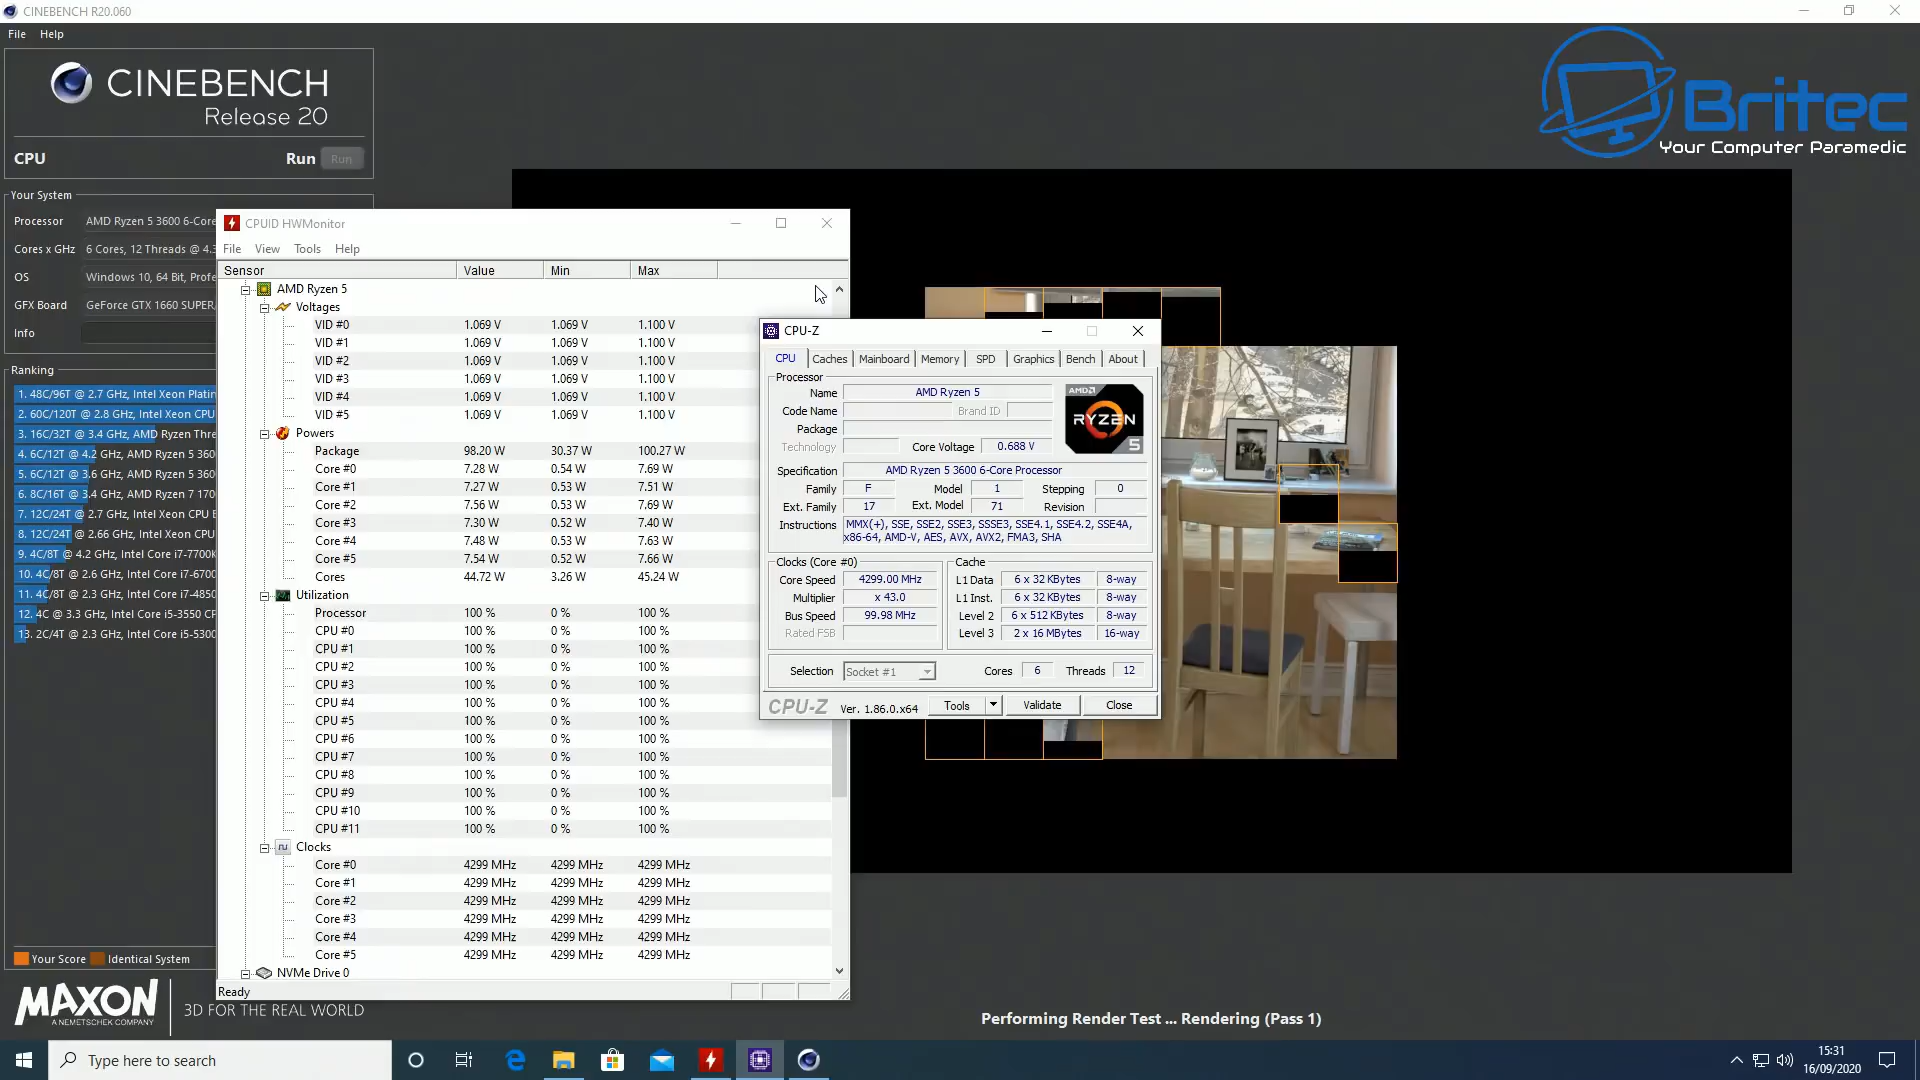 CINEBENCH R20.060
File Help
CINEBENCH
Release 20
CPU Run Run
Your System
Processor AMD Ryzen 5 3600 6-Core
Cores x GHz 6 Cores, 12 Threads @ 4.3
OS Windows 10, 64 Bit, Profe
GFX Board GeForce GTX 1660 SUPER
Info
Ranking
1. 48C/96T @ 2.7 GHz, Intel Xeon Platin
2. 60C/120T @ 2.8 GHz, Intel Xeon CPU
3. 16C/32T @ 3.4 GHz, AMD Ryzen Thre
4. 6C/12T @ 4.2 GHz, AMD Ryzen 5 360
5. 6C/12T @ 3.6 GHz, AMD Ryzen 5 360
6. 8C/16T @ 3.4 GHz, AMD Ryzen 7 170
7. 12C/24T @ 2.7 GHz, Intel Xeon CPU E
8. 12C/24T @ 2.66 GHz, Intel Xeon CP
9. 4C/8T @ 4.2 GHz, Intel Core i7-7700K
10. 4C/8T @ 2.6 GHz, Intel Core i7-6700
11. 4C/8T @ 2.3 GHz, Intel Core i7-4850
12. 4C @ 3.3 GHz, Intel Core i5-3550 CP
13. 2C/4T @ 2.3 GHz, Intel Core i5-5300
Your Score Identical System
MAXON
A NEMETSCHEK COMPANY
3D FOR THE REAL WORLD
CPUID HWMonitor
File View Tools Help
Sensor Value Min Max
AMD Ryzen 5
Voltages
VID #0 1.069 V 1.069 V 1.100 V
VID #1 1.069 V 1.069 V 1.100 V
VID #2 1.069 V 1.069 V 1.100 V
VID #3 1.069 V 1.069 V 1.100 V
VID #4 1.069 V 1.069 V 1.100 V
VID #5 1.069 V 1.069 V 1.100 V
Powers
Package 98.20 W 30.37 W 100.27 W
Core #0 7.28 W 0.54 W 7.69 W
Core #1 7.27 W 0.53 W 7.51 W
Core #2 7.56 W 0.53 W 7.69 W
Core #3 7.30 W 0.52 W 7.40 W
Core #4 7.48 W 0.53 W 7.63 W
Core #5 7.54 W 0.52 W 7.66 W
Cores 44.72 W 3.26 W 45.24 W
Utilization
Processor 100 % 0 % 100 %
CPU #0 100 % 0 % 100 %
CPU #1 100 % 0 % 100 %
CPU #2 100 % 0 % 100 %
CPU #3 100 % 0 % 100 %
CPU #4 100 % 0 % 100 %
CPU #5 100 % 0 % 100 %
CPU #6 100 % 0 % 100 %
CPU #7 100 % 0 % 100 %
CPU #8 100 % 0 % 100 %
CPU #9 100 % 0 % 100 %
CPU #10 100 % 0 % 100 %
CPU #11 100 % 0 % 100 %
Clocks
Core #0 4299 MHz 4299 MHz 4299 MHz
Core #1 4299 MHz 4299 MHz 4299 MHz
Core #2 4299 MHz 4299 MHz 4299 MHz
Core #3 4299 MHz 4299 MHz 4299 MHz
Core #4 4299 MHz 4299 MHz 4299 MHz
Core #5 4299 MHz 4299 MHz 4299 MHz
NVMe Drive 0
Ready
CPU-Z
CPU Caches Mainboard Memory SPD Graphics Bench About
Processor
Name AMD Ryzen 5
Code Name Brand ID
Package
Technology Core Voltage 0.688 V
AMD
RYZEN
5
Specification AMD Ryzen 5 3600 6-Core Processor
Family F Model 1 Stepping 0
Ext. Family 17 Ext. Model 71 Revision
Instructions MMX(+), SSE, SSE2, SSE3, SSSE3, SSE4.1, SSE4.2, SSE4A,
x86-64, AMD-V, AES, AVX, AVX2, FMA3, SHA
Clocks (Core #0) Cache
Core Speed 4299.00 MHz L1 Data 6 x 32 KBytes 8-way
Multiplier x 43.0 L1 Inst. 6 x 32 KBytes 8-way
Bus Speed 99.98 MHz Level 2 6 x 512 KBytes 8-way
Rated FSB Level 3 2 x 16 MBytes 16-way
Selection Socket #1 Cores 6 Threads 12
CPU-Z Ver. 1.86.0.x64 Tools Validate Close
Britec
Your Computer Paramedic
Performing Render Test ... Rendering (Pass 1)
Type here to search
15:31
16/09/2020